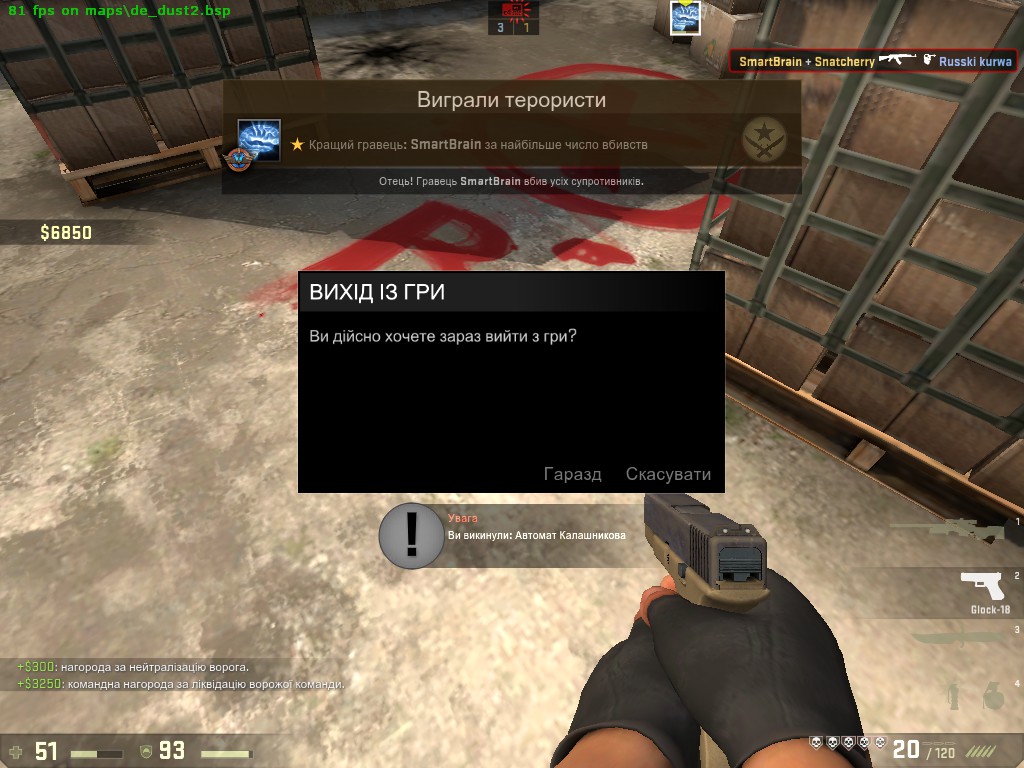 81 fps on maps\de_dust2.bsp
3 1
SmartBrain + Snatcherry Russki kurwa
Виграли терористи
Кращий гравець: SmartBrain за найбільше число вбивств
Отець! Гравець SmartBrain вбив усіх супротивників.
$6850
ВИХІД ІЗ ГРИ
Ви дійсно хочете зараз вийти з гри?
Гаразд Скасувати
Увага
Ви викинули: Автомат Калашникова
1
2
Glock-18
3
4
+$300: нагорода за нейтралізацію ворога.
+$3250: командна нагорода за ліквідацію ворожої команди.
51 93 20 / 120